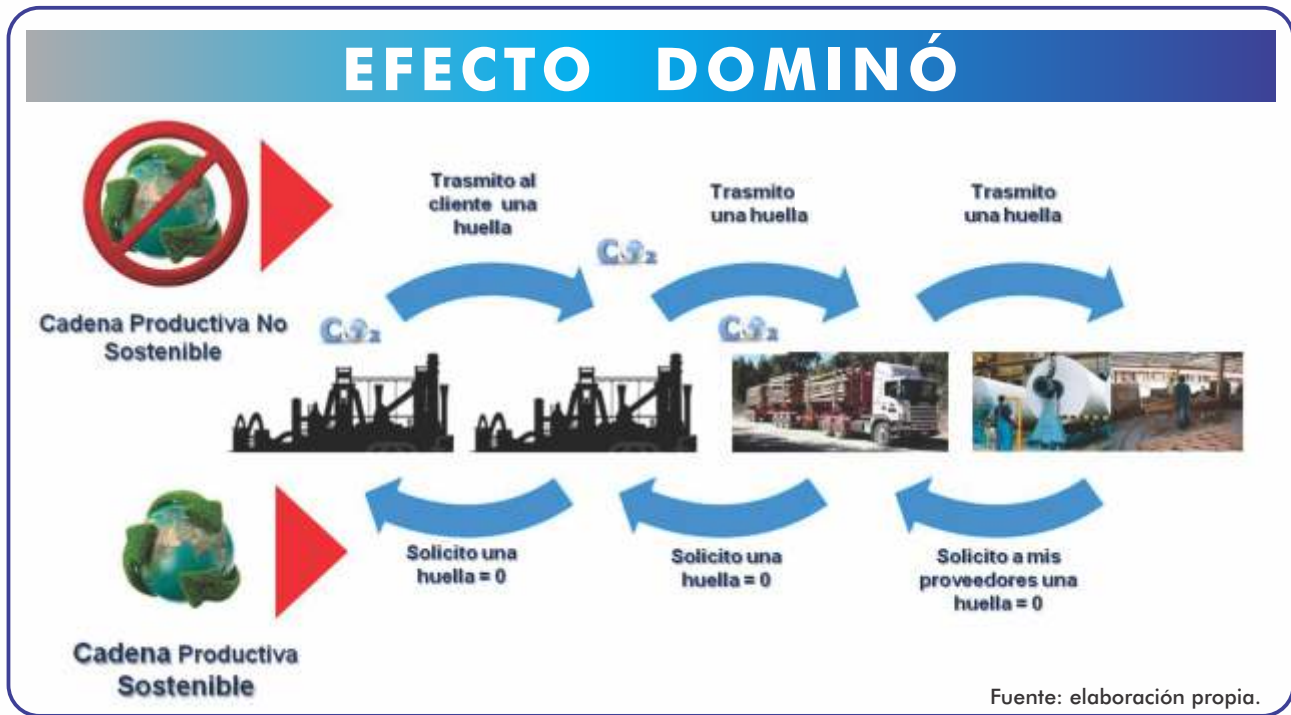 EFECTO DOMINÓ
Trasmito al
cliente una
huella
Trasmito
una huella
Trasmito
una huella
CO2
CO2
CO2
Cadena Productiva No
Sostenible
Solicito una
huella = 0
Solicito una
huella = 0
Solicito a mis
proveedores una
huella = 0
Cadena Productiva
Sostenible
Fuente: elaboración propia.